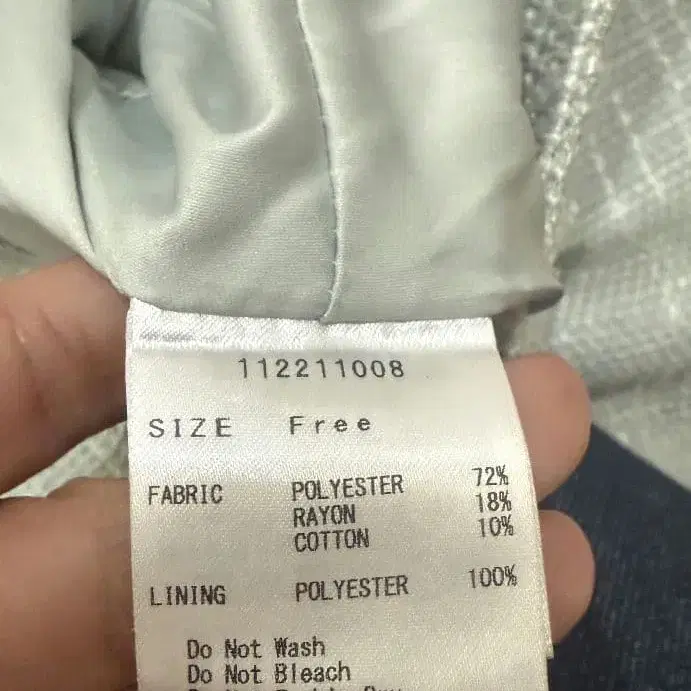 112211008
SIZE Free
FABRIC POLYESTER 72%
RAYON 18%
COTTON 10%
LINING POLYESTER 100%
Do Not Wash
Do Not Bleach